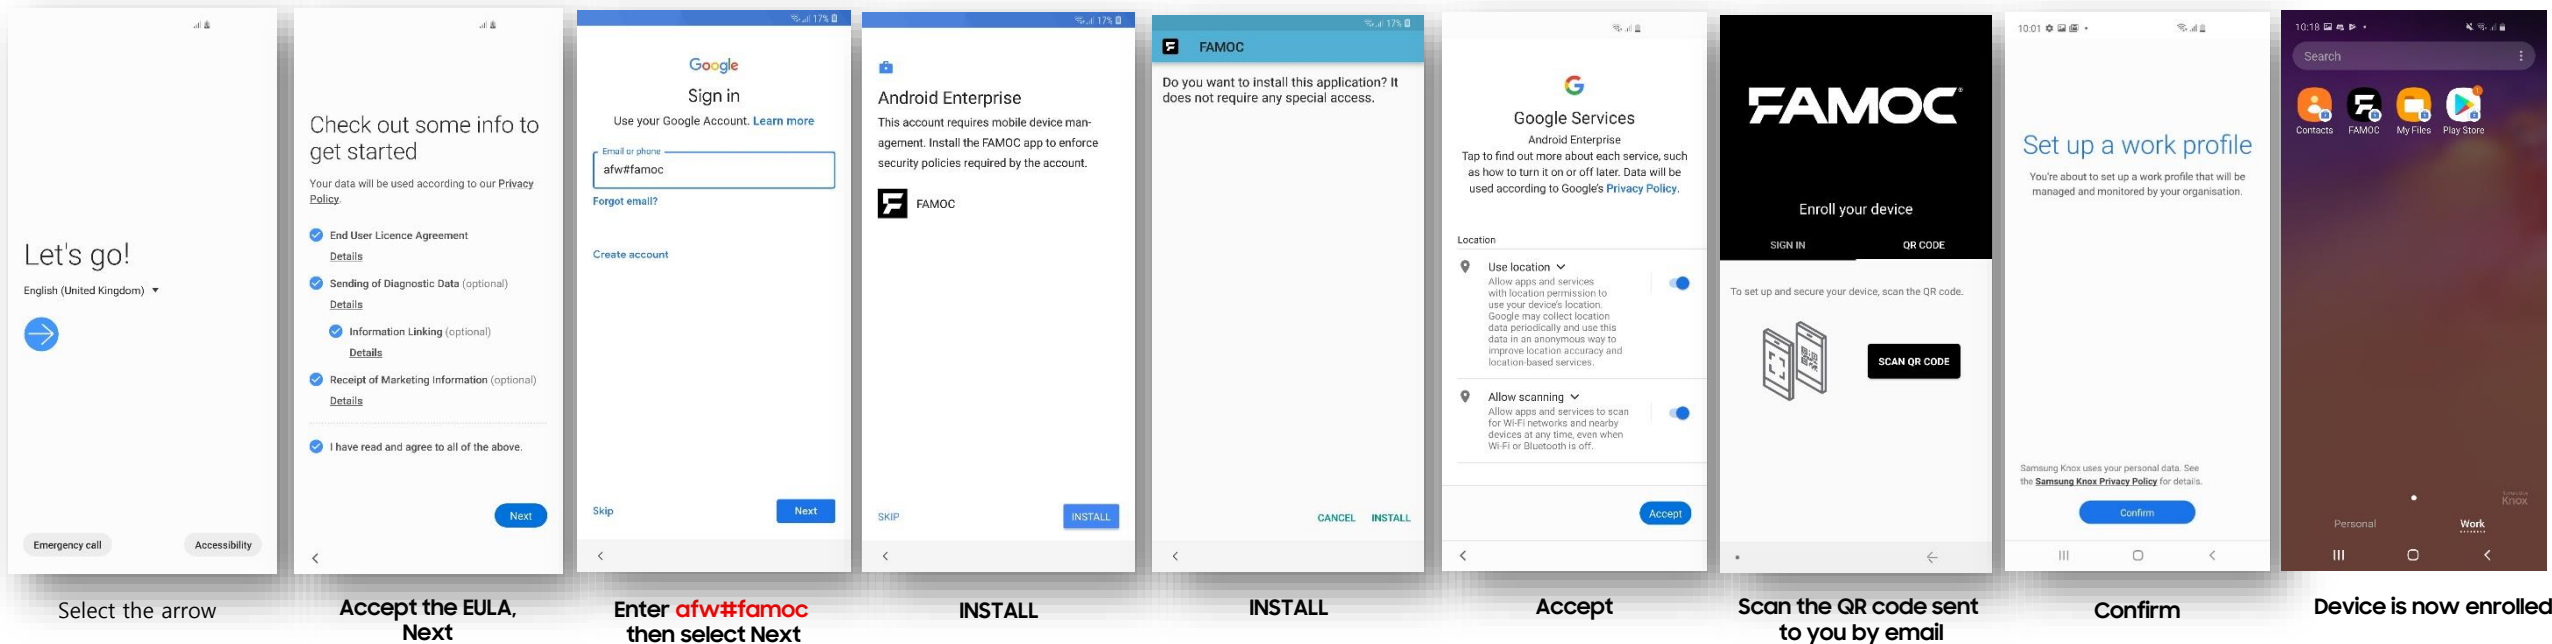 Let's go!
English (United Kingdom)
Emergency call
Accessibility
Select the arrow
Check out some info to
get started
Your data will be used according to our Privacy
Policy.
End User Licence Agreement
Details
Sending of Diagnostic Data (optional)
Details
Information Linking (optional)
Details
Receipt of Marketing Information (optional)
Details
I have read and agree to all of the above.
Next
Accept the EULA,
Next
17%
Google
Sign in
Use your Google Account. Learn more
Email or phone
afw#famoc
Forgot email?
Create account
Skip
Next
Enter afw#famoc
then select Next
17%
Android Enterprise
This account requires mobile device man-
agement. Install the FAMOC app to enforce
security policies required by the account.
FAMOC
SKIP
INSTALL
INSTALL
17%
FAMOC
Do you want to install this application? It
does not require any special access.
CANCEL
INSTALL
INSTALL
Google Services
Android Enterprise
Tap to find out more about each service, such
as how to turn it on or off later. Data will be
used according to Google's Privacy Policy.
Location
Use location
Allow apps and services
with location permission to
use your device's location.
Google may collect location
data periodically and use this
data in an anonymous way to
improve location accuracy and
location-based services.
Allow scanning
Allow apps and services to scan
for Wi-Fi networks and nearby
devices at any time, even when
Wi-Fi or Bluetooth is off.
Accept
Accept
FAMOC®
Enroll your device
SIGN IN
QR CODE
To set up and secure your device, scan the QR code.
SCAN QR CODE
Scan the QR code sent
to you by email
10:01
Set up a work profile
You're about to set up a work profile that will be
managed and monitored by your organisation.
Samsung Knox uses your personal data. See
the Samsung Knox Privacy Policy for details.
Confirm
Confirm
10:18
Search
Contacts
FAMOC
My Files
Play Store
Knox
Personal
Work
Device is now enrolled